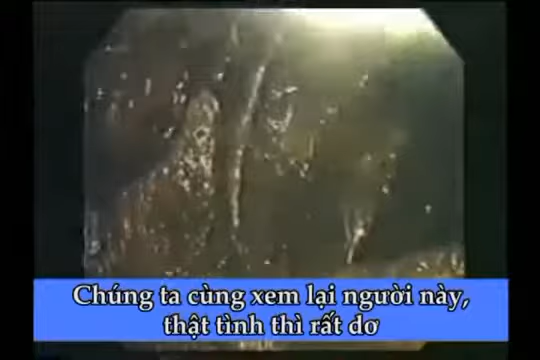 Chúng ta cùng xem lại người này,
thật tình thì rất dơ